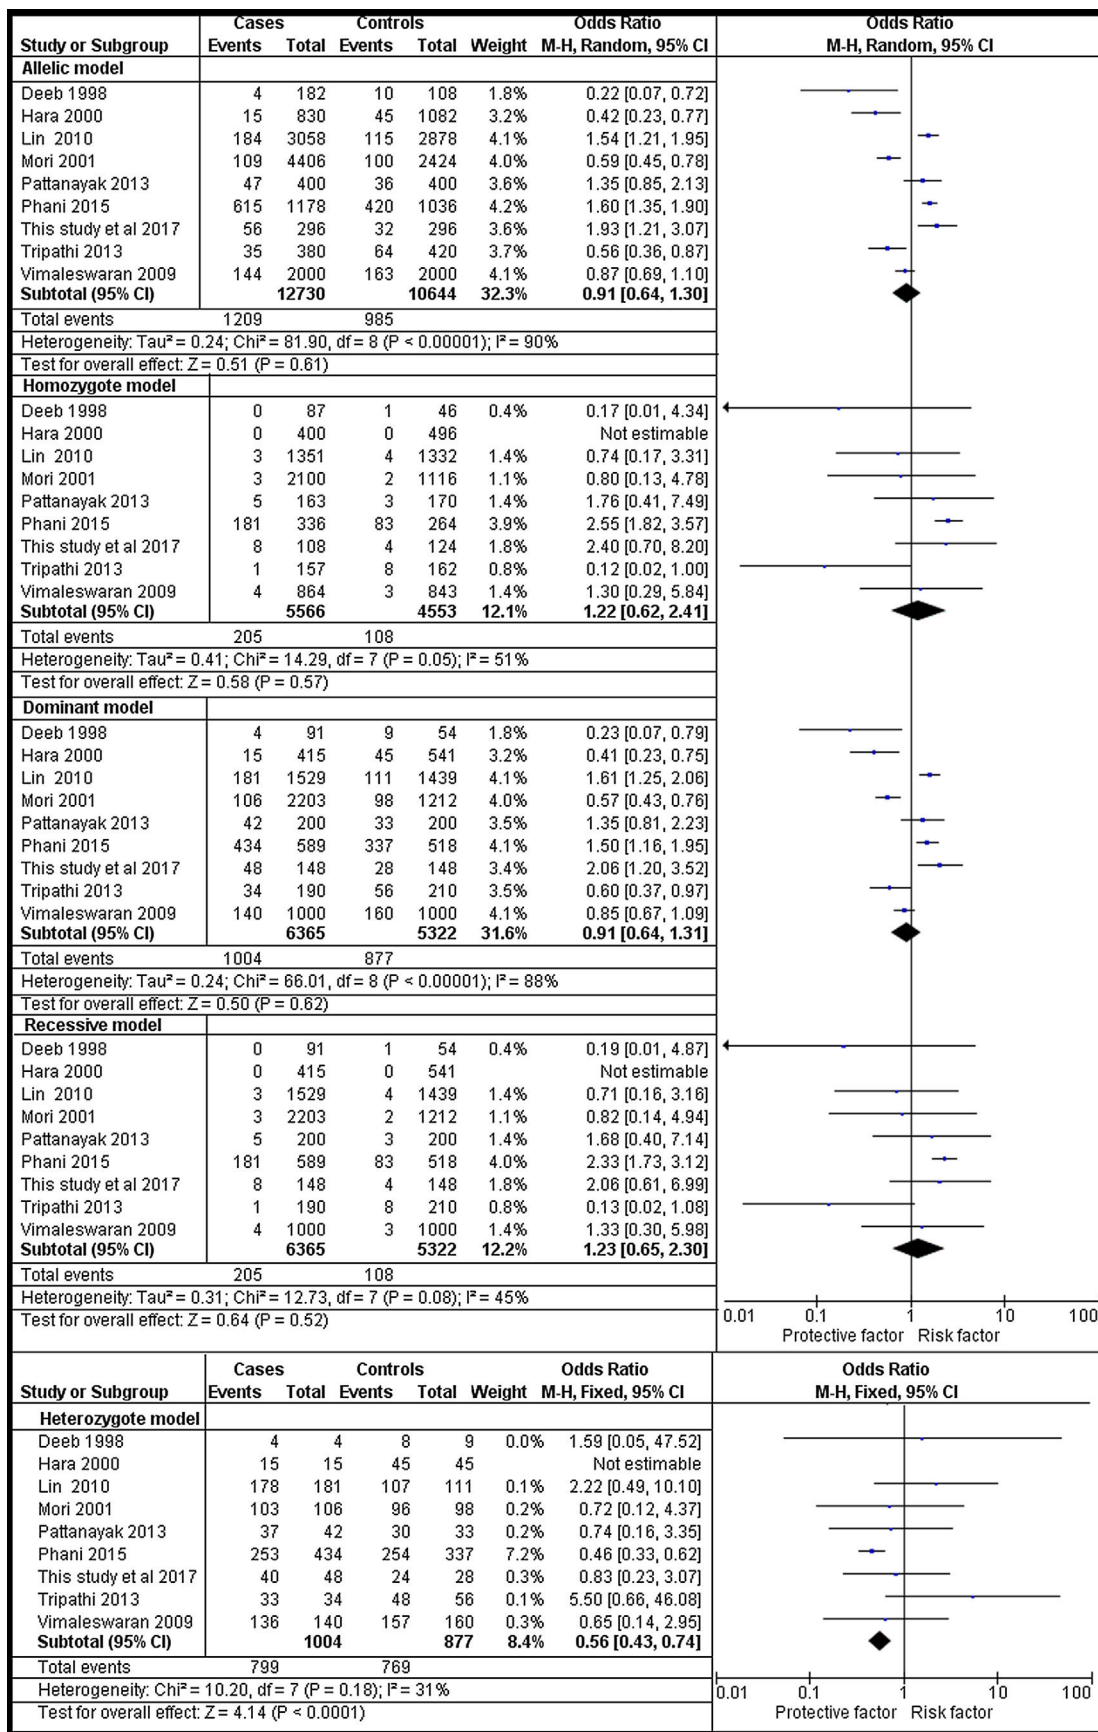 Cases Controls Odds Ratio Odds Ratio
Study or Subgroup Events Total Events Total Weight M-H, Random, 95% CI M-H, Random, 95% CI
Allelic model
Deeb 1998 4 182 10 108 1.8% 0.22 [0.07, 0.72]
Hara 2000 15 830 45 1082 3.2% 0.42 [0.23, 0.77]
Lin 2010 184 3058 115 2878 4.1% 1.54 [1.21, 1.95]
Mori 2001 109 4406 100 2424 4.0% 0.59 [0.45, 0.78]
Pattanayak 2013 47 400 36 400 3.6% 1.35 [0.85, 2.13]
Phani 2015 615 1178 420 1036 4.2% 1.60 [1.35, 1.90]
This study et al 2017 56 296 32 296 3.6% 1.93 [1.21, 3.07]
Tripathi 2013 35 380 64 420 3.7% 0.56 [0.36, 0.87]
Vimaleswaran 2009 144 2000 163 2000 4.1% 0.87 [0.69, 1.10]
Subtotal (95% CI) 12730 10644 32.3% 0.91 [0.64, 1.30]
Total events 1209 985
Heterogeneity: Tau² = 0.24; Chi² = 81.90, df = 8 (P < 0.00001); I² = 90%
Test for overall effect: Z = 0.51 (P = 0.61)
Homozygote model
Deeb 1998 0 87 1 46 0.4% 0.17 [0.01, 4.34]
Hara 2000 0 400 0 496 Not estimable
Lin 2010 3 1351 4 1332 1.4% 0.74 [0.17, 3.31]
Mori 2001 3 2100 2 1116 1.1% 0.80 [0.13, 4.78]
Pattanayak 2013 5 163 3 170 1.4% 1.76 [0.41, 7.49]
Phani 2015 181 336 83 264 3.9% 2.55 [1.82, 3.57]
This study et al 2017 8 108 4 124 1.8% 2.40 [0.70, 8.20]
Tripathi 2013 1 157 8 162 0.8% 0.12 [0.02, 1.00]
Vimaleswaran 2009 4 864 3 843 1.4% 1.30 [0.29, 5.84]
Subtotal (95% CI) 5566 4553 12.1% 1.22 [0.62, 2.41]
Total events 205 108
Heterogeneity: Tau² = 0.41; Chi² = 14.29, df = 7 (P = 0.05); I² = 51%
Test for overall effect: Z = 0.58 (P = 0.57)
Dominant model
Deeb 1998 4 91 9 54 1.8% 0.23 [0.07, 0.79]
Hara 2000 15 415 45 541 3.2% 0.41 [0.23, 0.75]
Lin 2010 181 1529 111 1439 4.1% 1.61 [1.25, 2.06]
Mori 2001 106 2203 98 1212 4.0% 0.57 [0.43, 0.76]
Pattanayak 2013 42 200 33 200 3.5% 1.35 [0.81, 2.23]
Phani 2015 434 589 337 518 4.1% 1.50 [1.16, 1.95]
This study et al 2017 48 148 28 148 3.4% 2.06 [1.20, 3.52]
Tripathi 2013 34 190 56 210 3.5% 0.60 [0.37, 0.97]
Vimaleswaran 2009 140 1000 160 1000 4.1% 0.85 [0.67, 1.09]
Subtotal (95% CI) 6365 5322 31.6% 0.91 [0.64, 1.31]
Total events 1004 877
Heterogeneity: Tau² = 0.24; Chi² = 66.01, df = 8 (P < 0.00001); I² = 88%
Test for overall effect: Z = 0.50 (P = 0.62)
Recessive model
Deeb 1998 0 91 1 54 0.4% 0.19 [0.01, 4.87]
Hara 2000 0 415 0 541 Not estimable
Lin 2010 3 1529 4 1439 1.4% 0.71 [0.16, 3.16]
Mori 2001 3 2203 2 1212 1.1% 0.82 [0.14, 4.94]
Pattanayak 2013 5 200 3 200 1.4% 1.68 [0.40, 7.14]
Phani 2015 181 589 83 518 4.0% 2.33 [1.73, 3.12]
This study et al 2017 8 148 4 148 1.8% 2.06 [0.61, 6.99]
Tripathi 2013 1 190 8 210 0.8% 0.13 [0.02, 1.08]
Vimaleswaran 2009 4 1000 3 1000 1.4% 1.33 [0.30, 5.98]
Subtotal (95% CI) 6365 5322 12.2% 1.23 [0.65, 2.30]
Total events 205 108
Heterogeneity: Tau² = 0.31; Chi² = 12.73, df = 7 (P = 0.08); I² = 45%
Test for overall effect: Z = 0.64 (P = 0.52)
0.01 0.1 1 10 100
Protective factor Risk factor
Cases Controls Odds Ratio Odds Ratio
Study or Subgroup Events Total Events Total Weight M-H, Fixed, 95% CI M-H, Fixed, 95% CI
Heterozygote model
Deeb 1998 4 4 8 9 0.0% 1.59 [0.05, 47.52]
Hara 2000 15 15 45 45 Not estimable
Lin 2010 178 181 107 111 0.1% 2.22 [0.49, 10.10]
Mori 2001 103 106 96 98 0.2% 0.72 [0.12, 4.37]
Pattanayak 2013 37 42 30 33 0.2% 0.74 [0.16, 3.35]
Phani 2015 253 434 254 337 7.2% 0.46 [0.33, 0.62]
This study et al 2017 40 48 24 28 0.3% 0.83 [0.23, 3.07]
Tripathi 2013 33 34 48 56 0.1% 5.50 [0.66, 46.08]
Vimaleswaran 2009 136 140 157 160 0.3% 0.65 [0.14, 2.95]
Subtotal (95% CI) 1004 877 8.4% 0.56 [0.43, 0.74]
Total events 799 769
Heterogeneity: Chi² = 10.20, df = 7 (P = 0.18); I² = 31%
Test for overall effect: Z = 4.14 (P < 0.0001)
0.01 0.1 1 10 100
Protective factor Risk factor